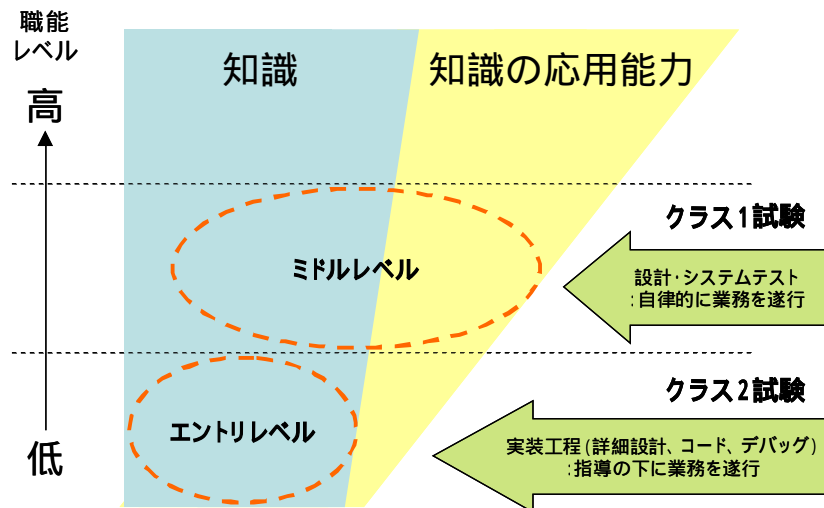 職能
レベル
高
知識
知識の応用能力
クラス1試験
ミドルレベル
設計・システムテスト
:自律的に業務を遂行
クラス2試験
エントリレベル
実装工程(詳細設計、コード、デバッグ)
:指導の下に業務を遂行
低